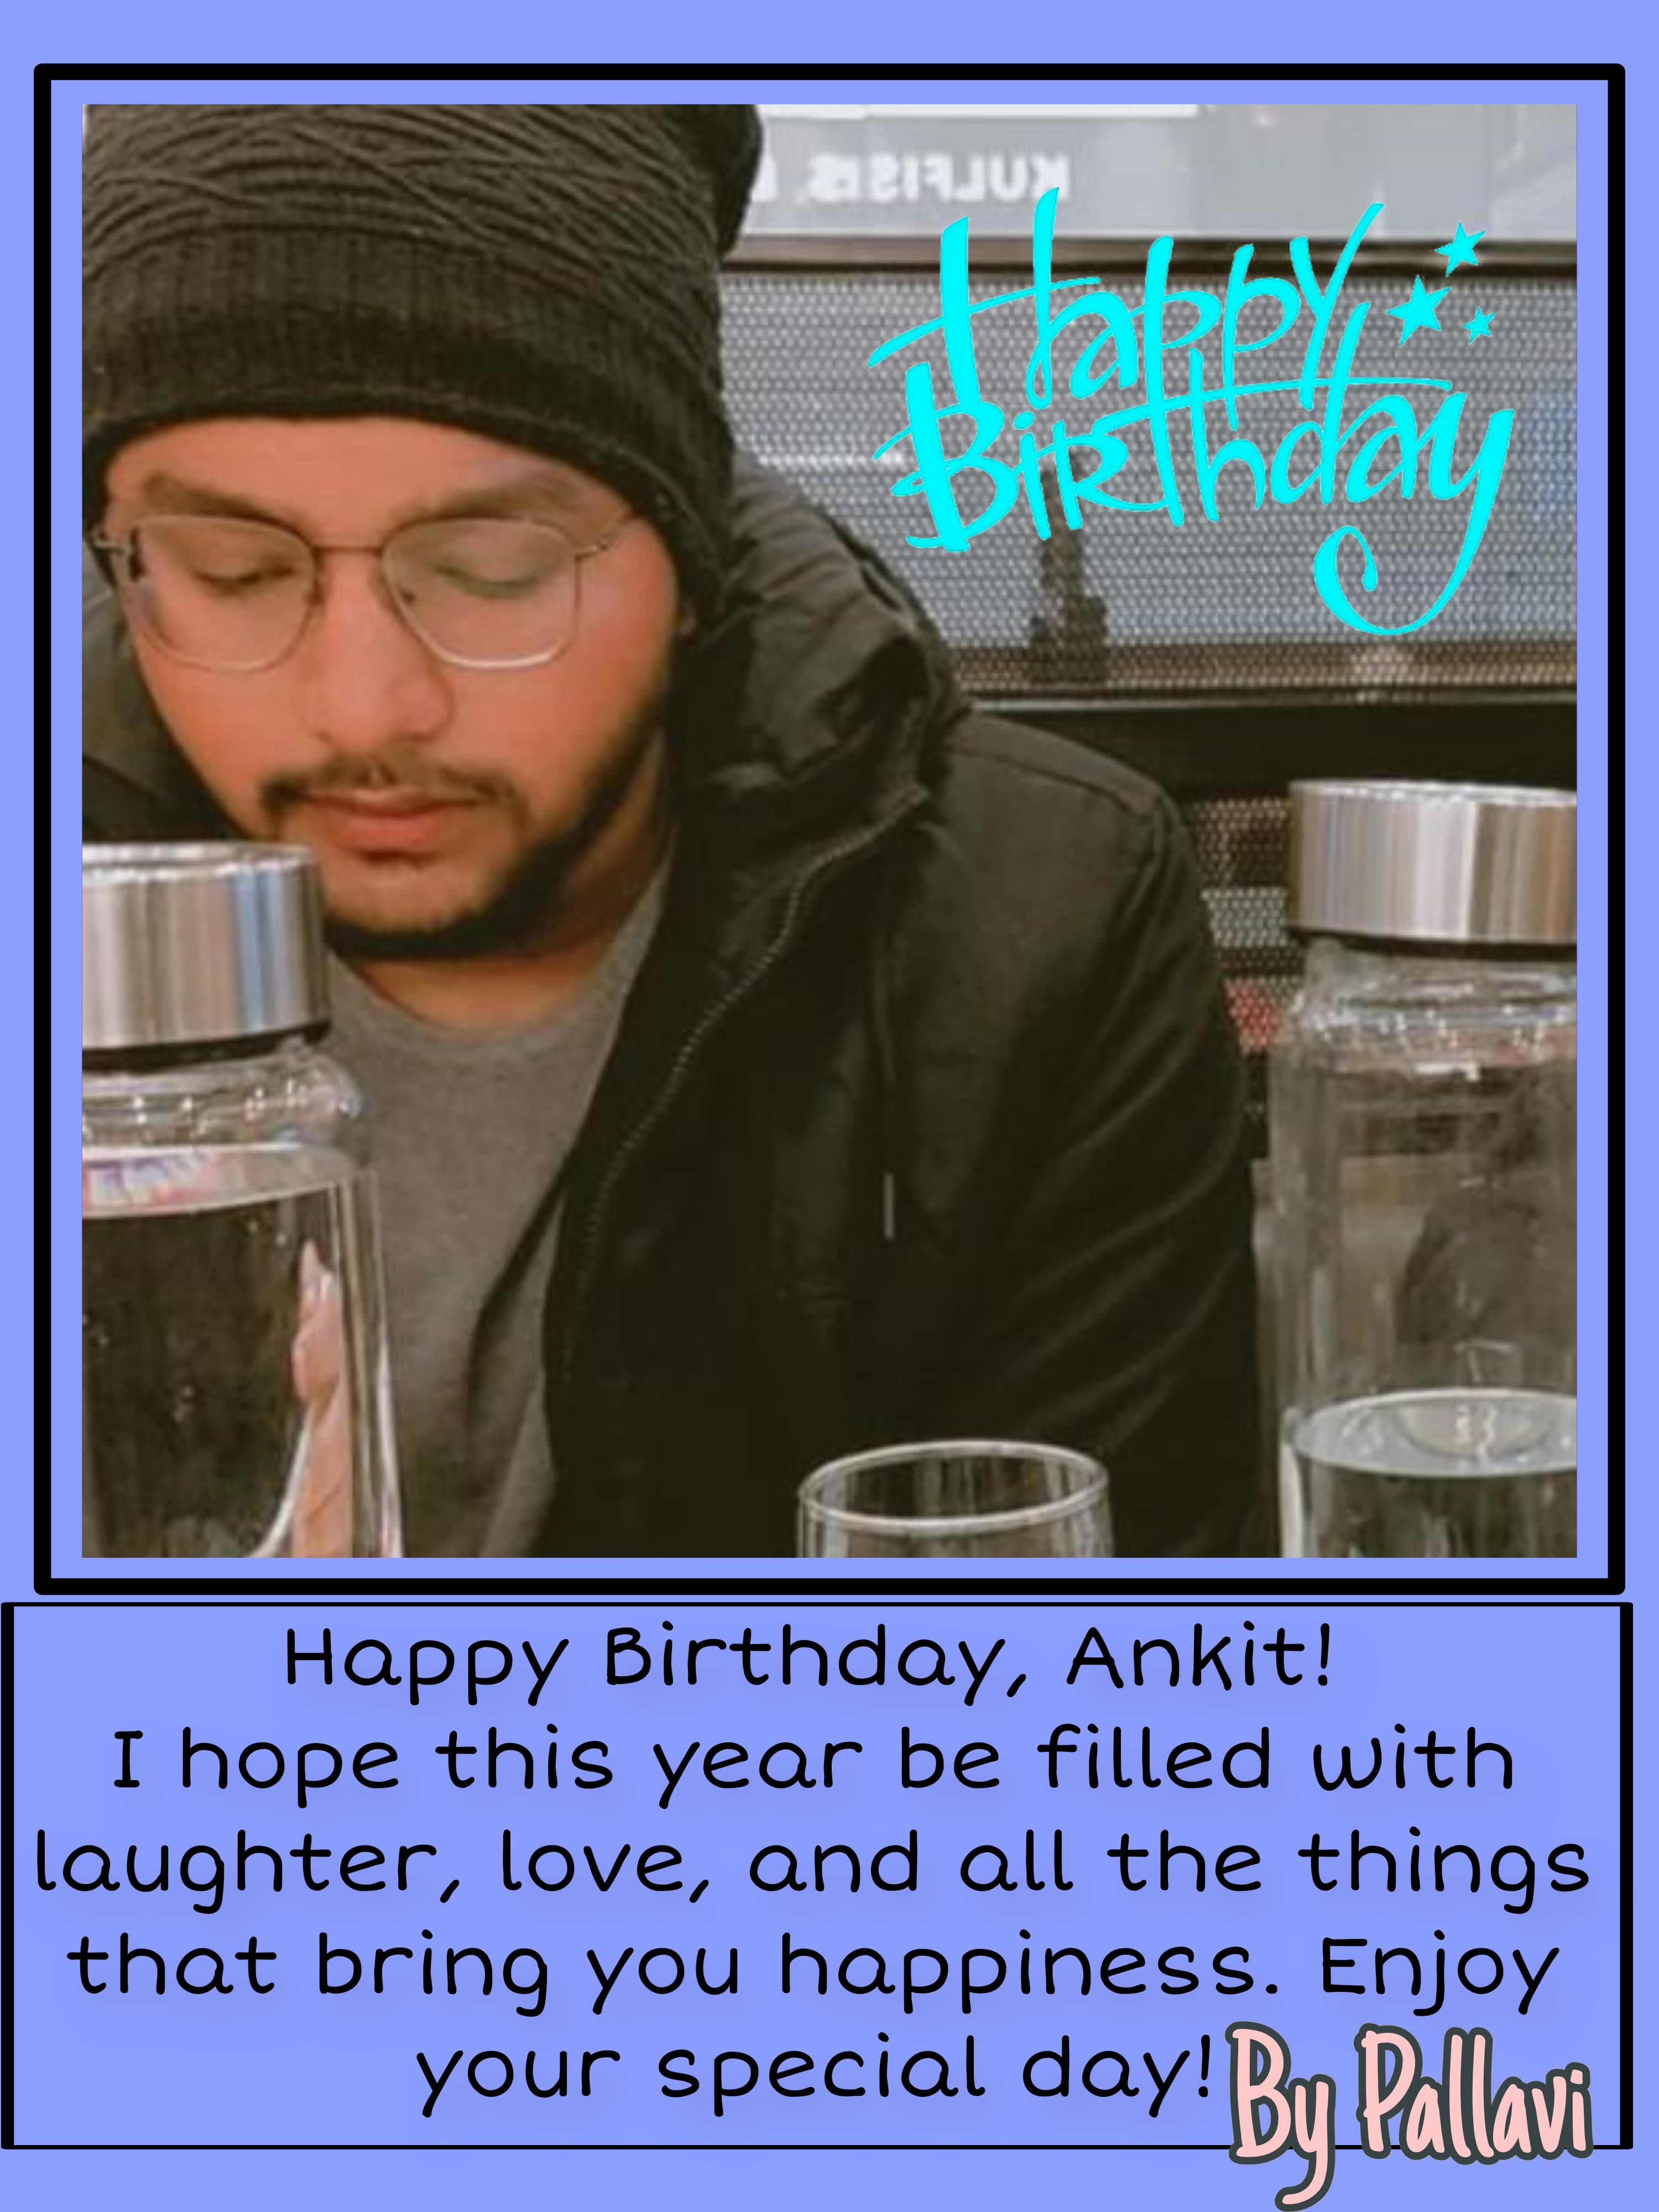 KULFIS
Happy
Birthday
Happy Birthday, Ankit!
I hope this year be filled with
laughter, love, and all the things
that bring you happiness. Enjoy
your special day!
By Pallavi